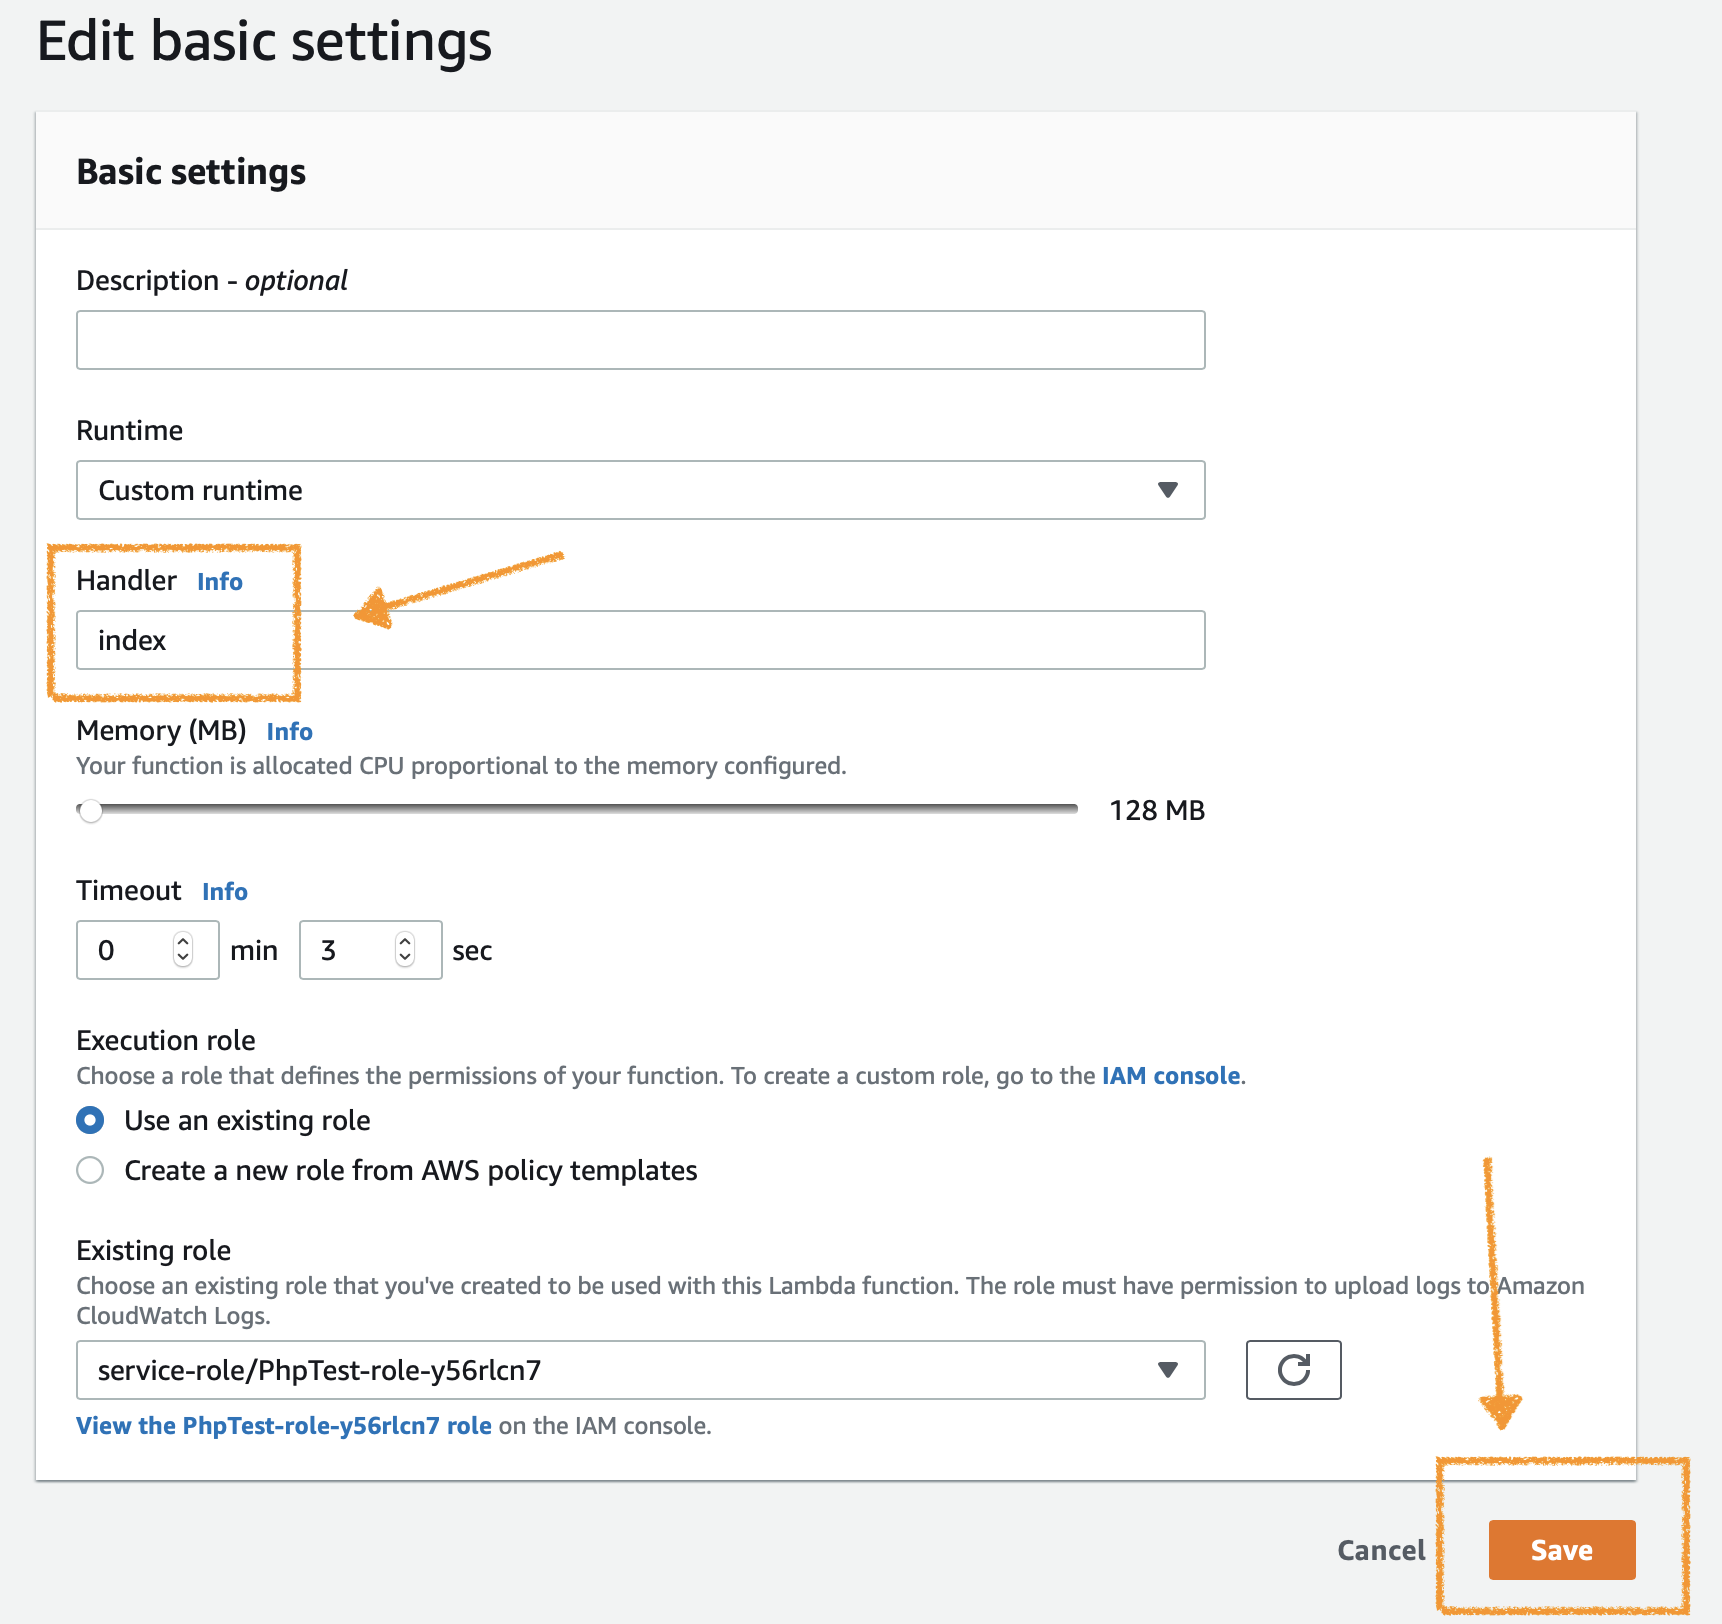 Edit basic settings
Basic settings
Description - optional
Runtime
Custom runtime
Handler Info
index
Memory (MB) Info
Your function is allocated CPU proportional to the memory configured.
128 MB
Timeout Info
0 min 3 sec
Execution role
Choose a role that defines the permissions of your function. To create a custom role, go to the IAM console.
Use an existing role
Create a new role from AWS policy templates
Existing role
Choose an existing role that you've created to be used with this Lambda function. The role must have permission to upload logs to Amazon
CloudWatch Logs.
service-role/PhpTest-role-y56rlcn7
View the PhpTest-role-y56rlcn7 role on the IAM console.
Cancel Save